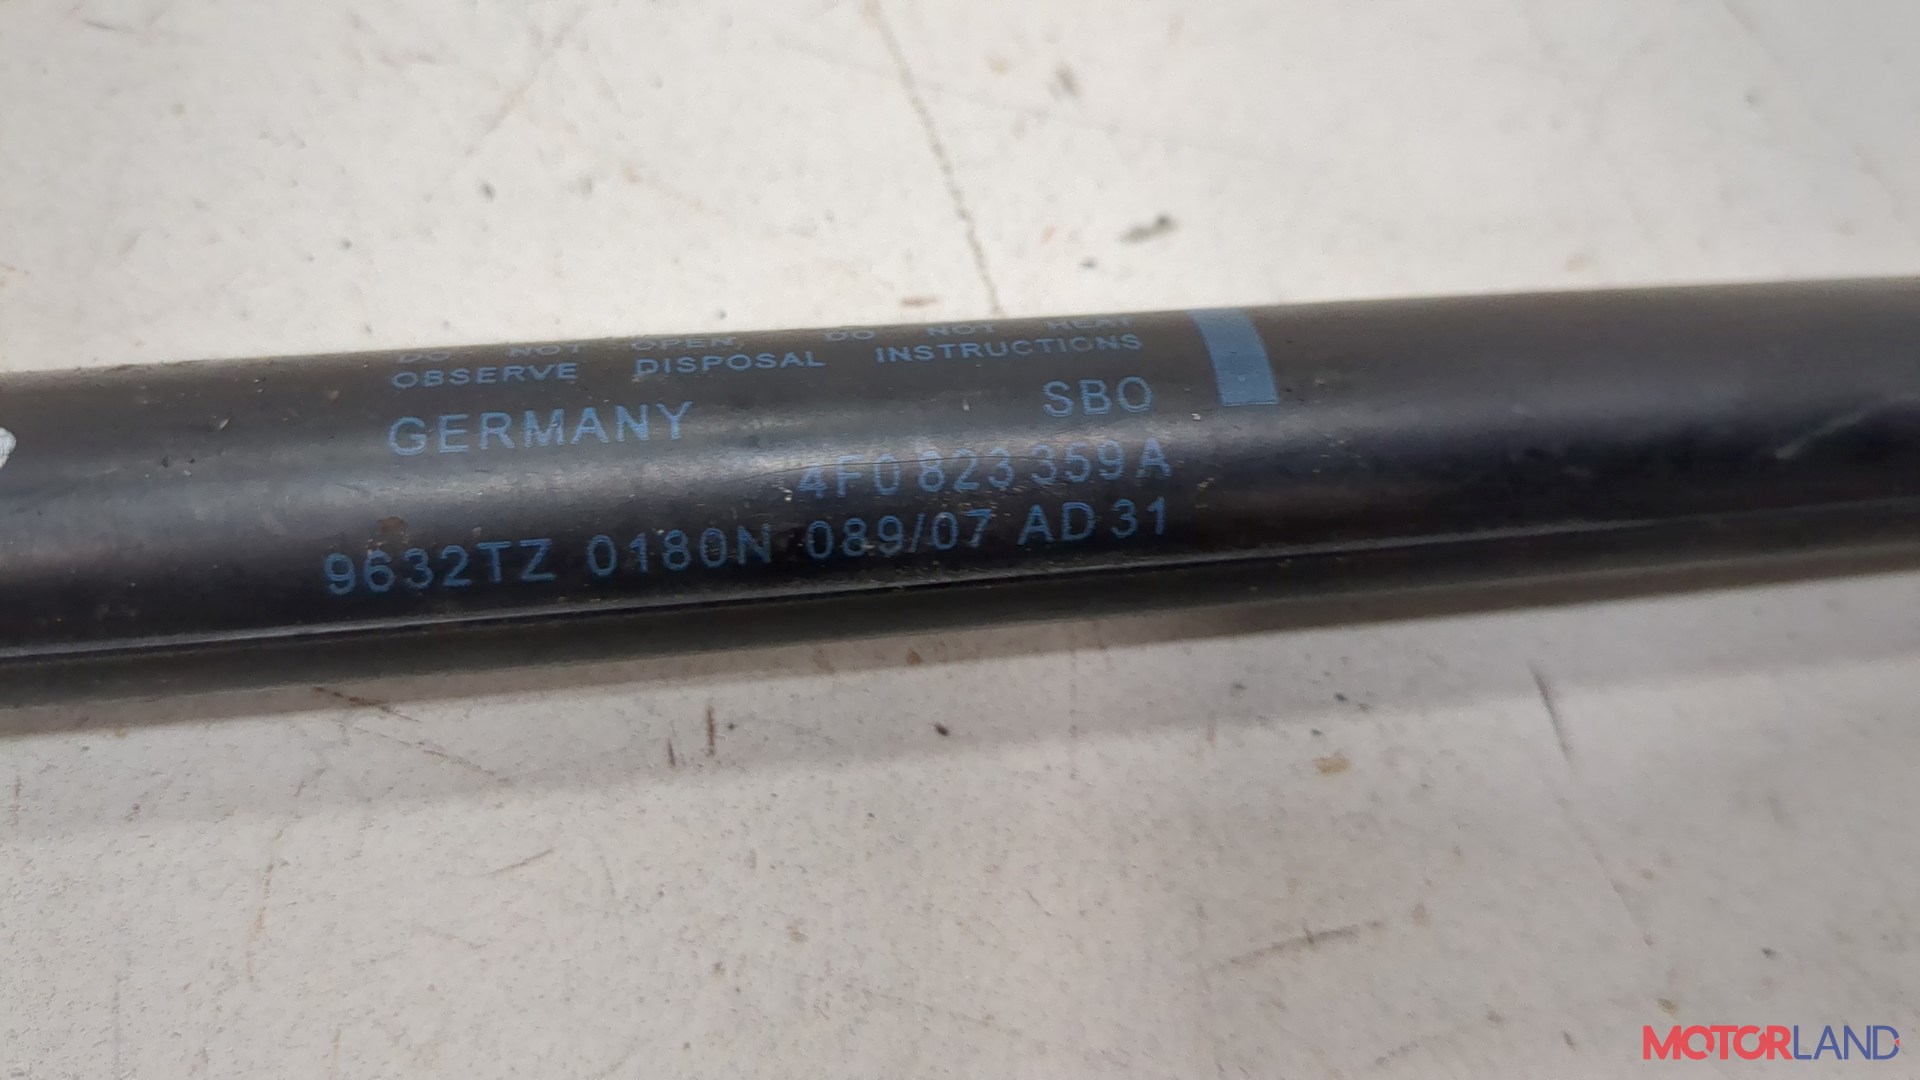 DO NOT OPEN. DO NOT HEAT
OBSERVE DISPOSAL INSTRUCTIONS
GERMANY SBO
4F0 823 359A
9632TZ 0180N 089/07 AD 31
MOTORLAND